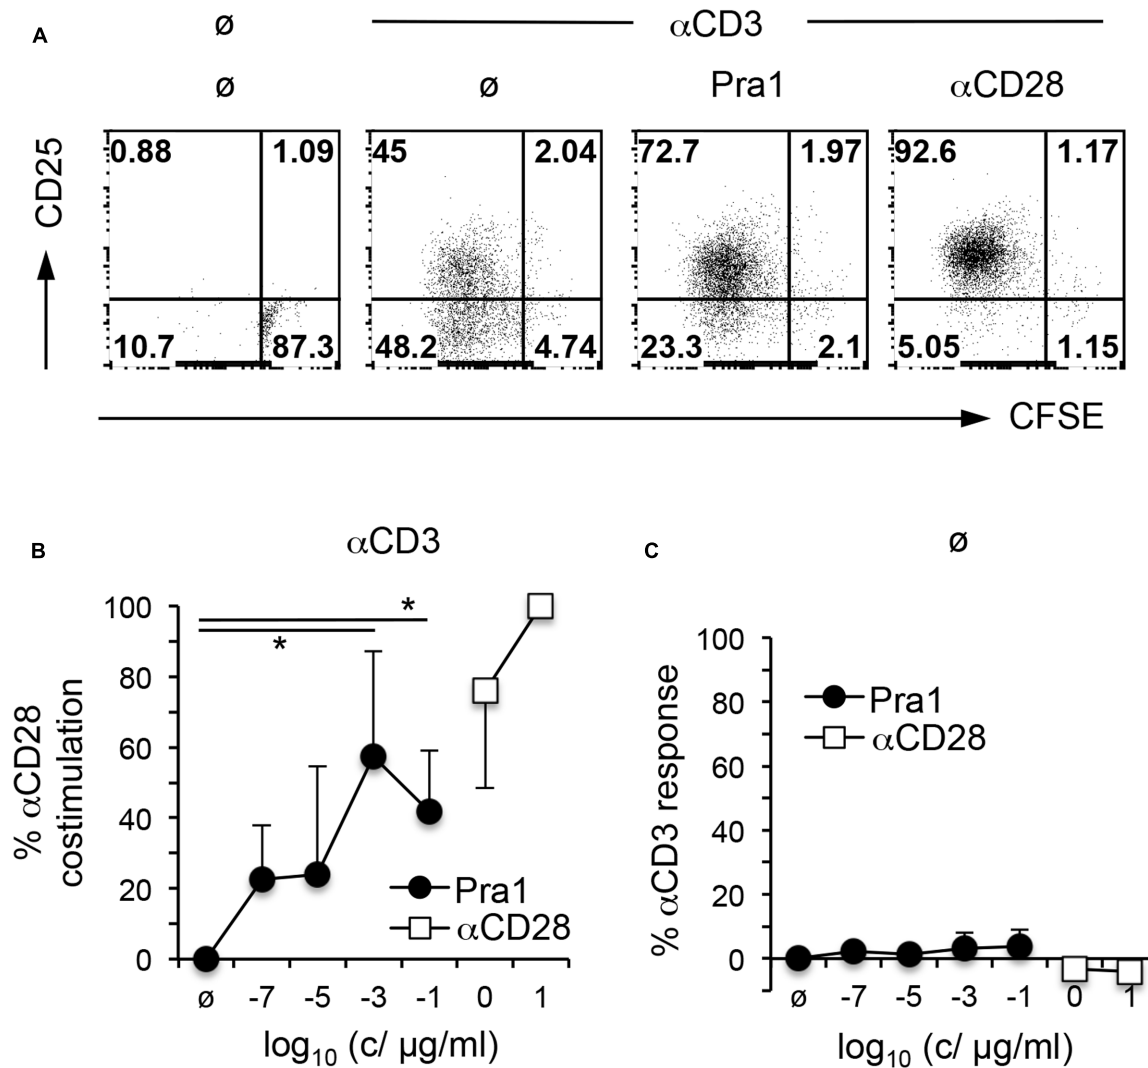 A
ø
αCD3
ø
ø
Pra1
αCD28
CD25
0.88
1.09
10.7
87.3
45
2.04
48.2
4.74
72.7
1.97
23.3
2.1
92.6
1.17
5.05
1.15
CFSE
B
αCD3
% αCD28
costimulation
100
80
60
40
20
0
*
*
Pra1
αCD28
ø -7 -5 -3 -1 0 1
log10 (c/ µg/ml)
C
ø
% αCD3 response
100
80
60
40
20
0
Pra1
αCD28
ø -7 -5 -3 -1 0 1
log10 (c/ µg/ml)